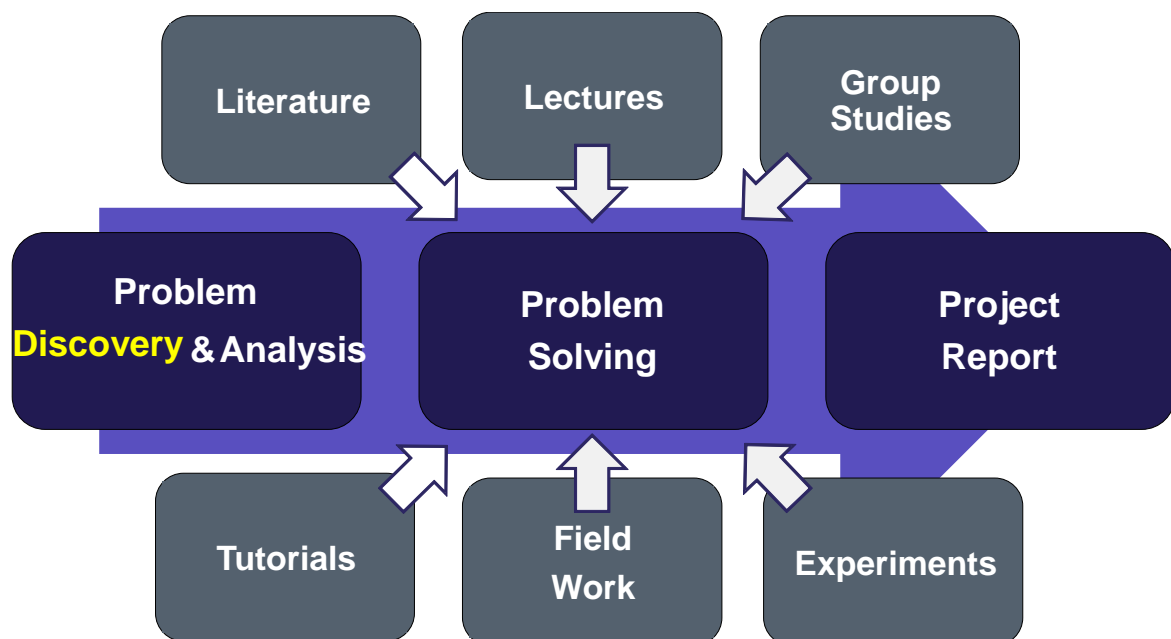 Literature
Lectures
Group
Studies
Problem
Discovery & Analysis
Problem
Solving
Project
Report
Tutorials
Field
Work
Experiments